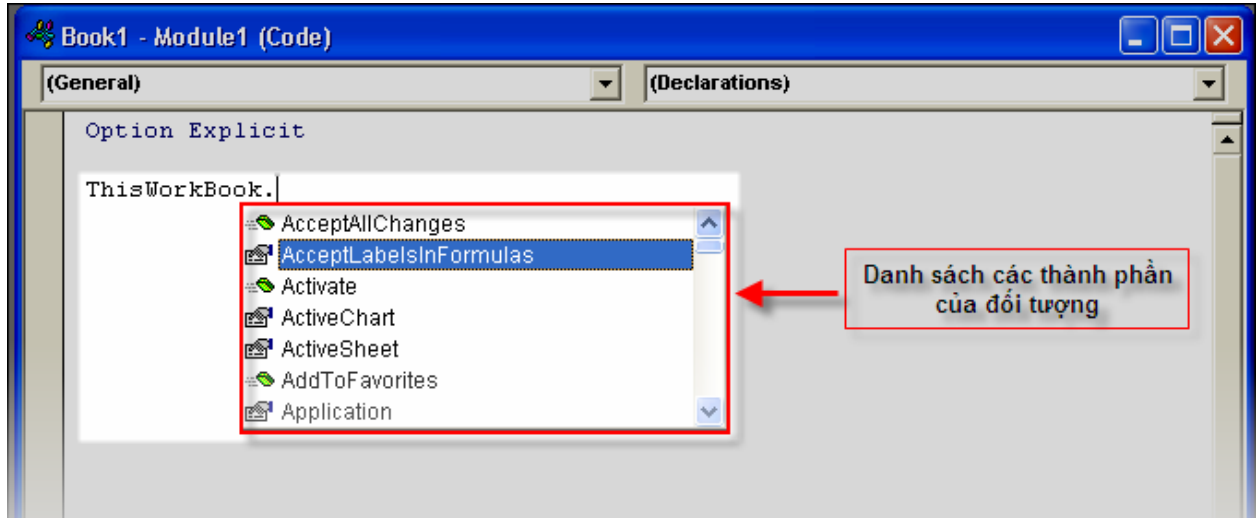 Book1 - Module1 (Code)
(General) (Declarations)
Option Explicit
ThisWorkBook.
AcceptAllChanges
AcceptLabelsInFormulas
Activate
ActiveChart
ActiveSheet
AddToFavorites
Application
Danh sách các thành phần
của đối tượng